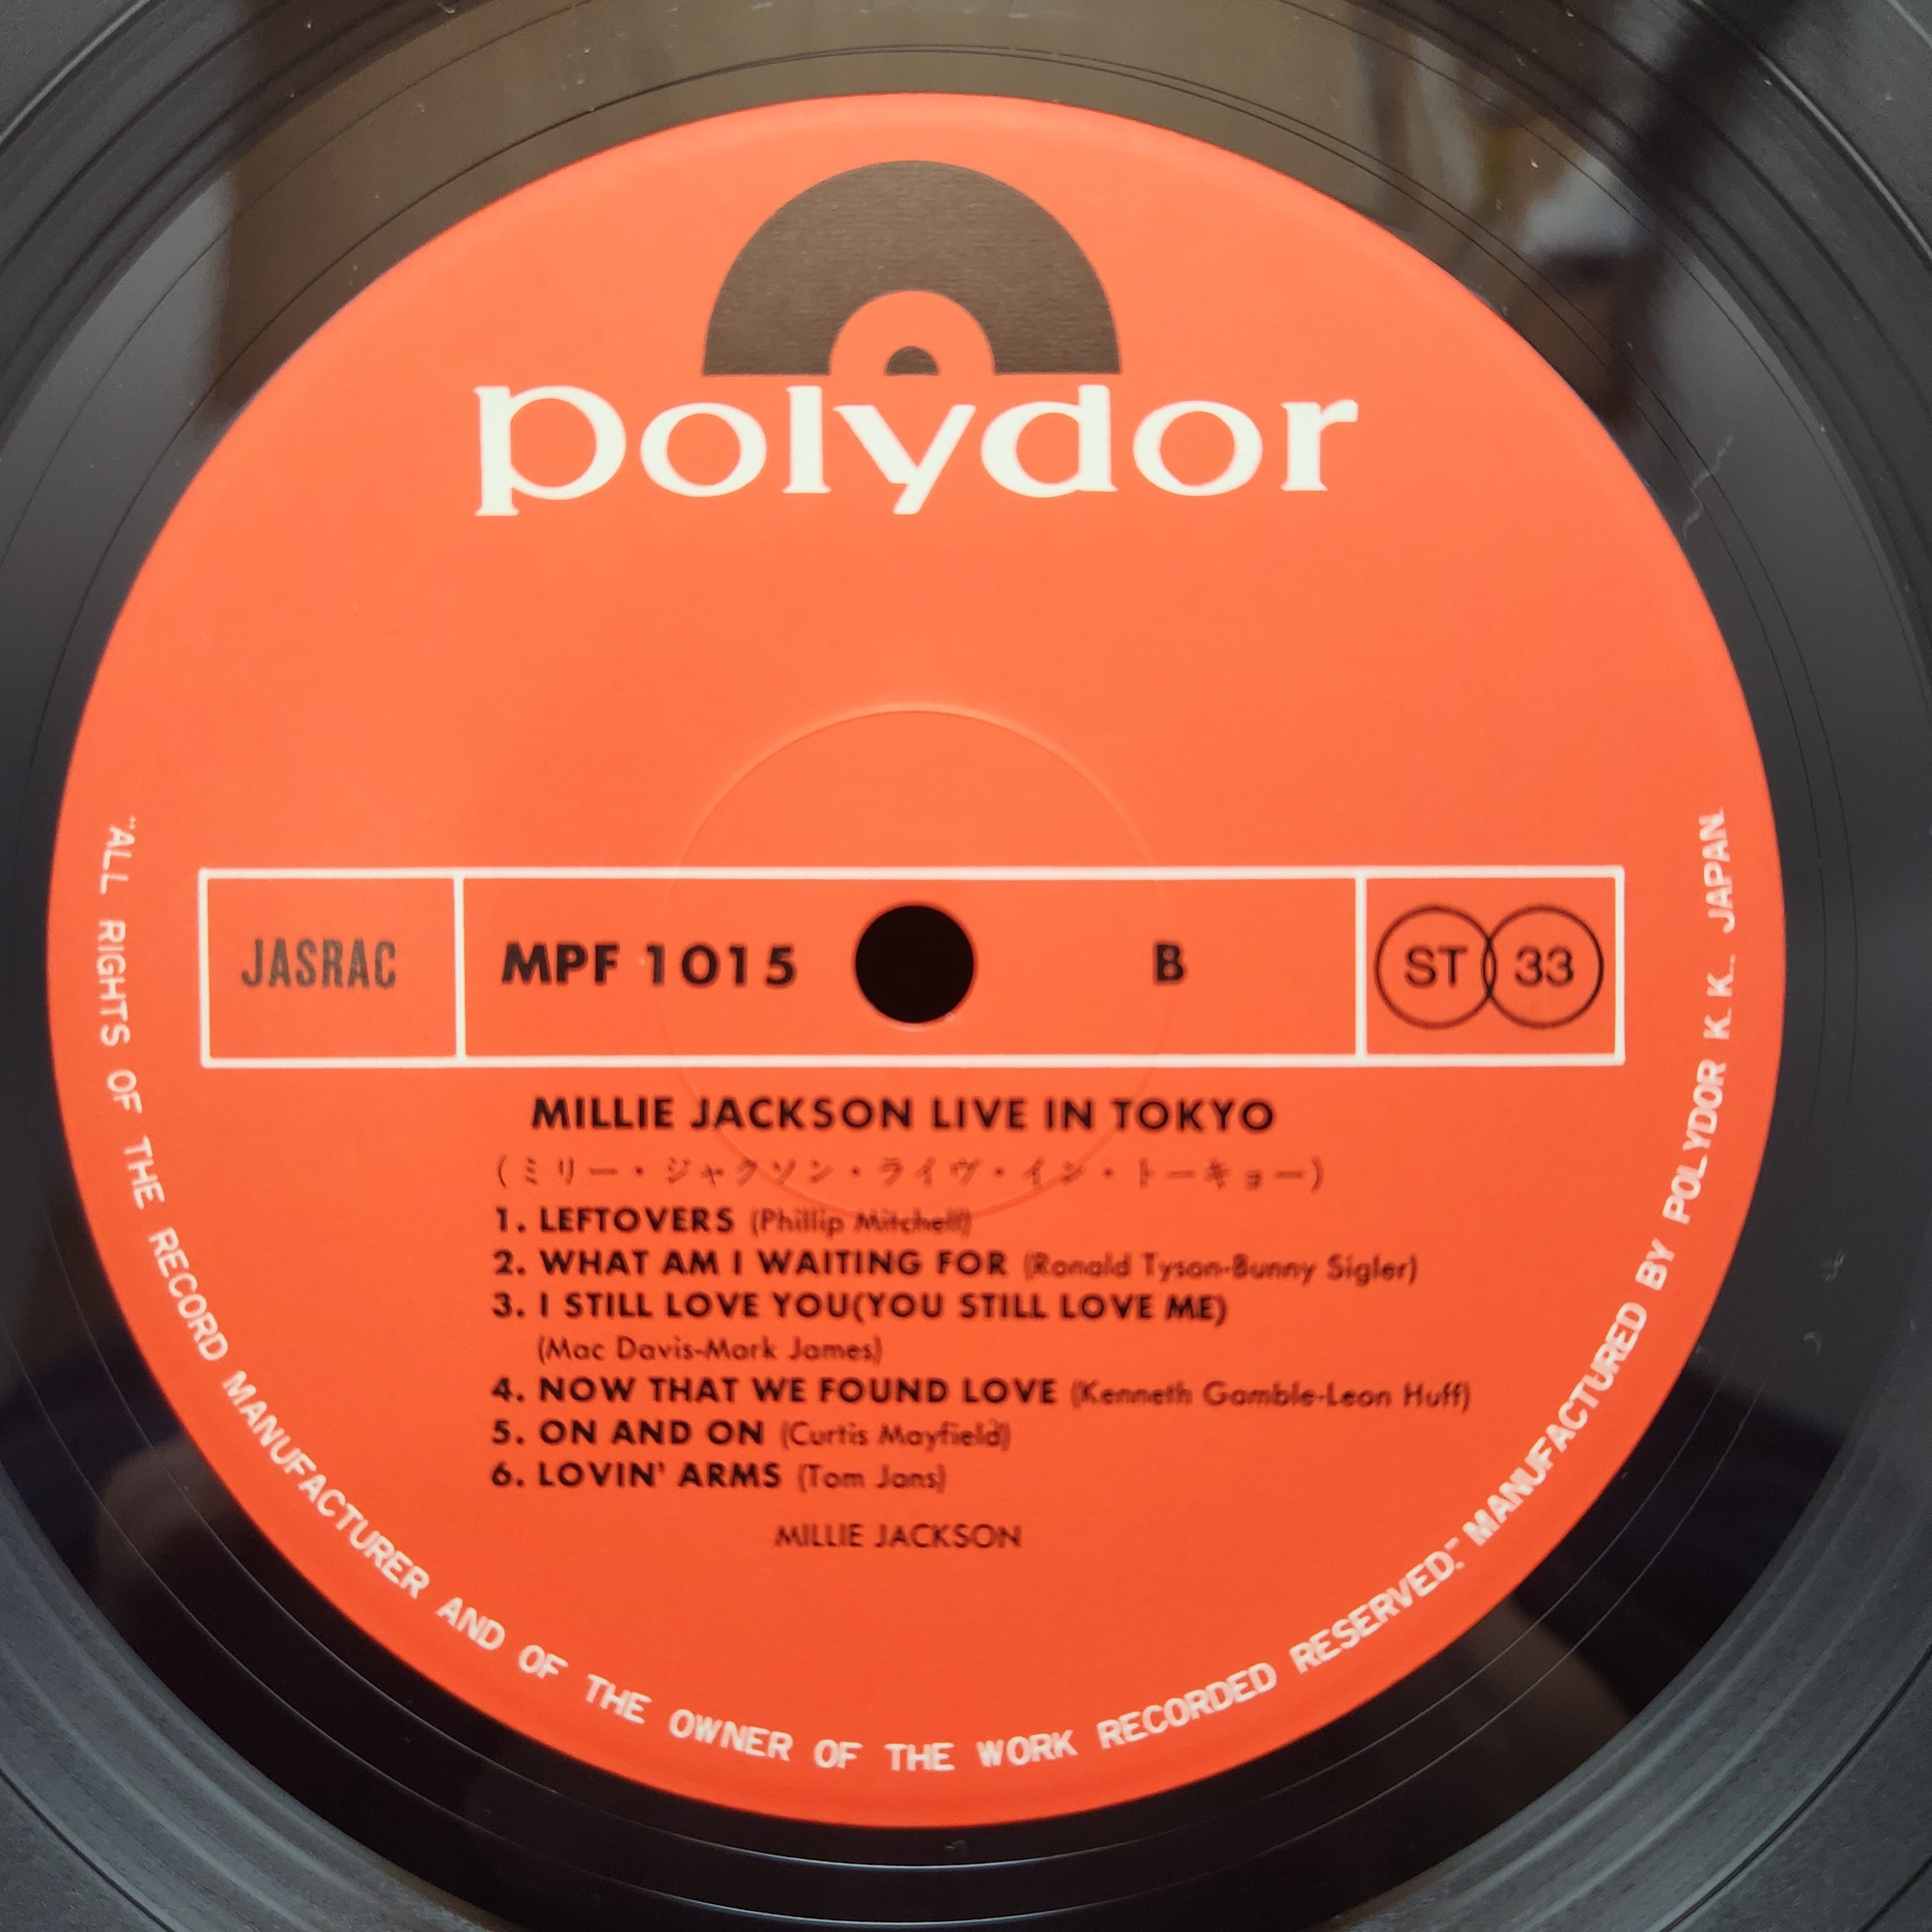 polydor
JASRAC
MPF 1015
B
ST 33
MILLIE JACKSON LIVE IN TOKYO
(ミリー・ジャクソン・ライヴ・イン・トーキョー)
1. LEFTOVERS (Phillip Mitchell)
2. WHAT AM I WAITING FOR (Ronald Tyson-Bunny Sigler)
3. I STILL LOVE YOU(YOU STILL LOVE ME)
(Mac Davis-Mark James)
4. NOW THAT WE FOUND LOVE (Kenneth Gamble-Leon Huff)
5. ON AND ON (Curtis Mayfield)
6. LOVIN' ARMS (Tom Jans)
MILLIE JACKSON
"ALL RIGHTS OF THE RECORD MANUFACTURER AND OF THE OWNER OF THE WORK RECORDED RESERVED." MANUFACTURED BY POLYDOR K.K. JAPAN